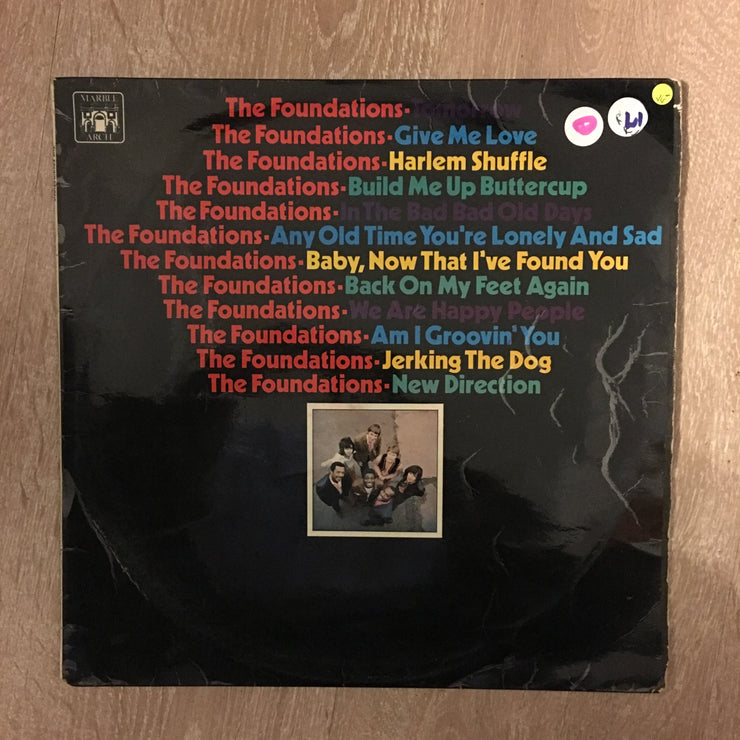 MARBLE
ARCH
The Foundations·Tomorrow
The Foundations·Give Me Love
The Foundations·Harlem Shuffle
The Foundations·Build Me Up Buttercup
The Foundations·In The Bad Bad Old Days
The Foundations·Any Old Time You're Lonely And Sad
The Foundations·Baby, Now That I've Found You
The Foundations·Back On My Feet Again
The Foundations·We Are Happy People
The Foundations·Am I Groovin' You
The Foundations·Jerking The Dog
The Foundations·New Direction